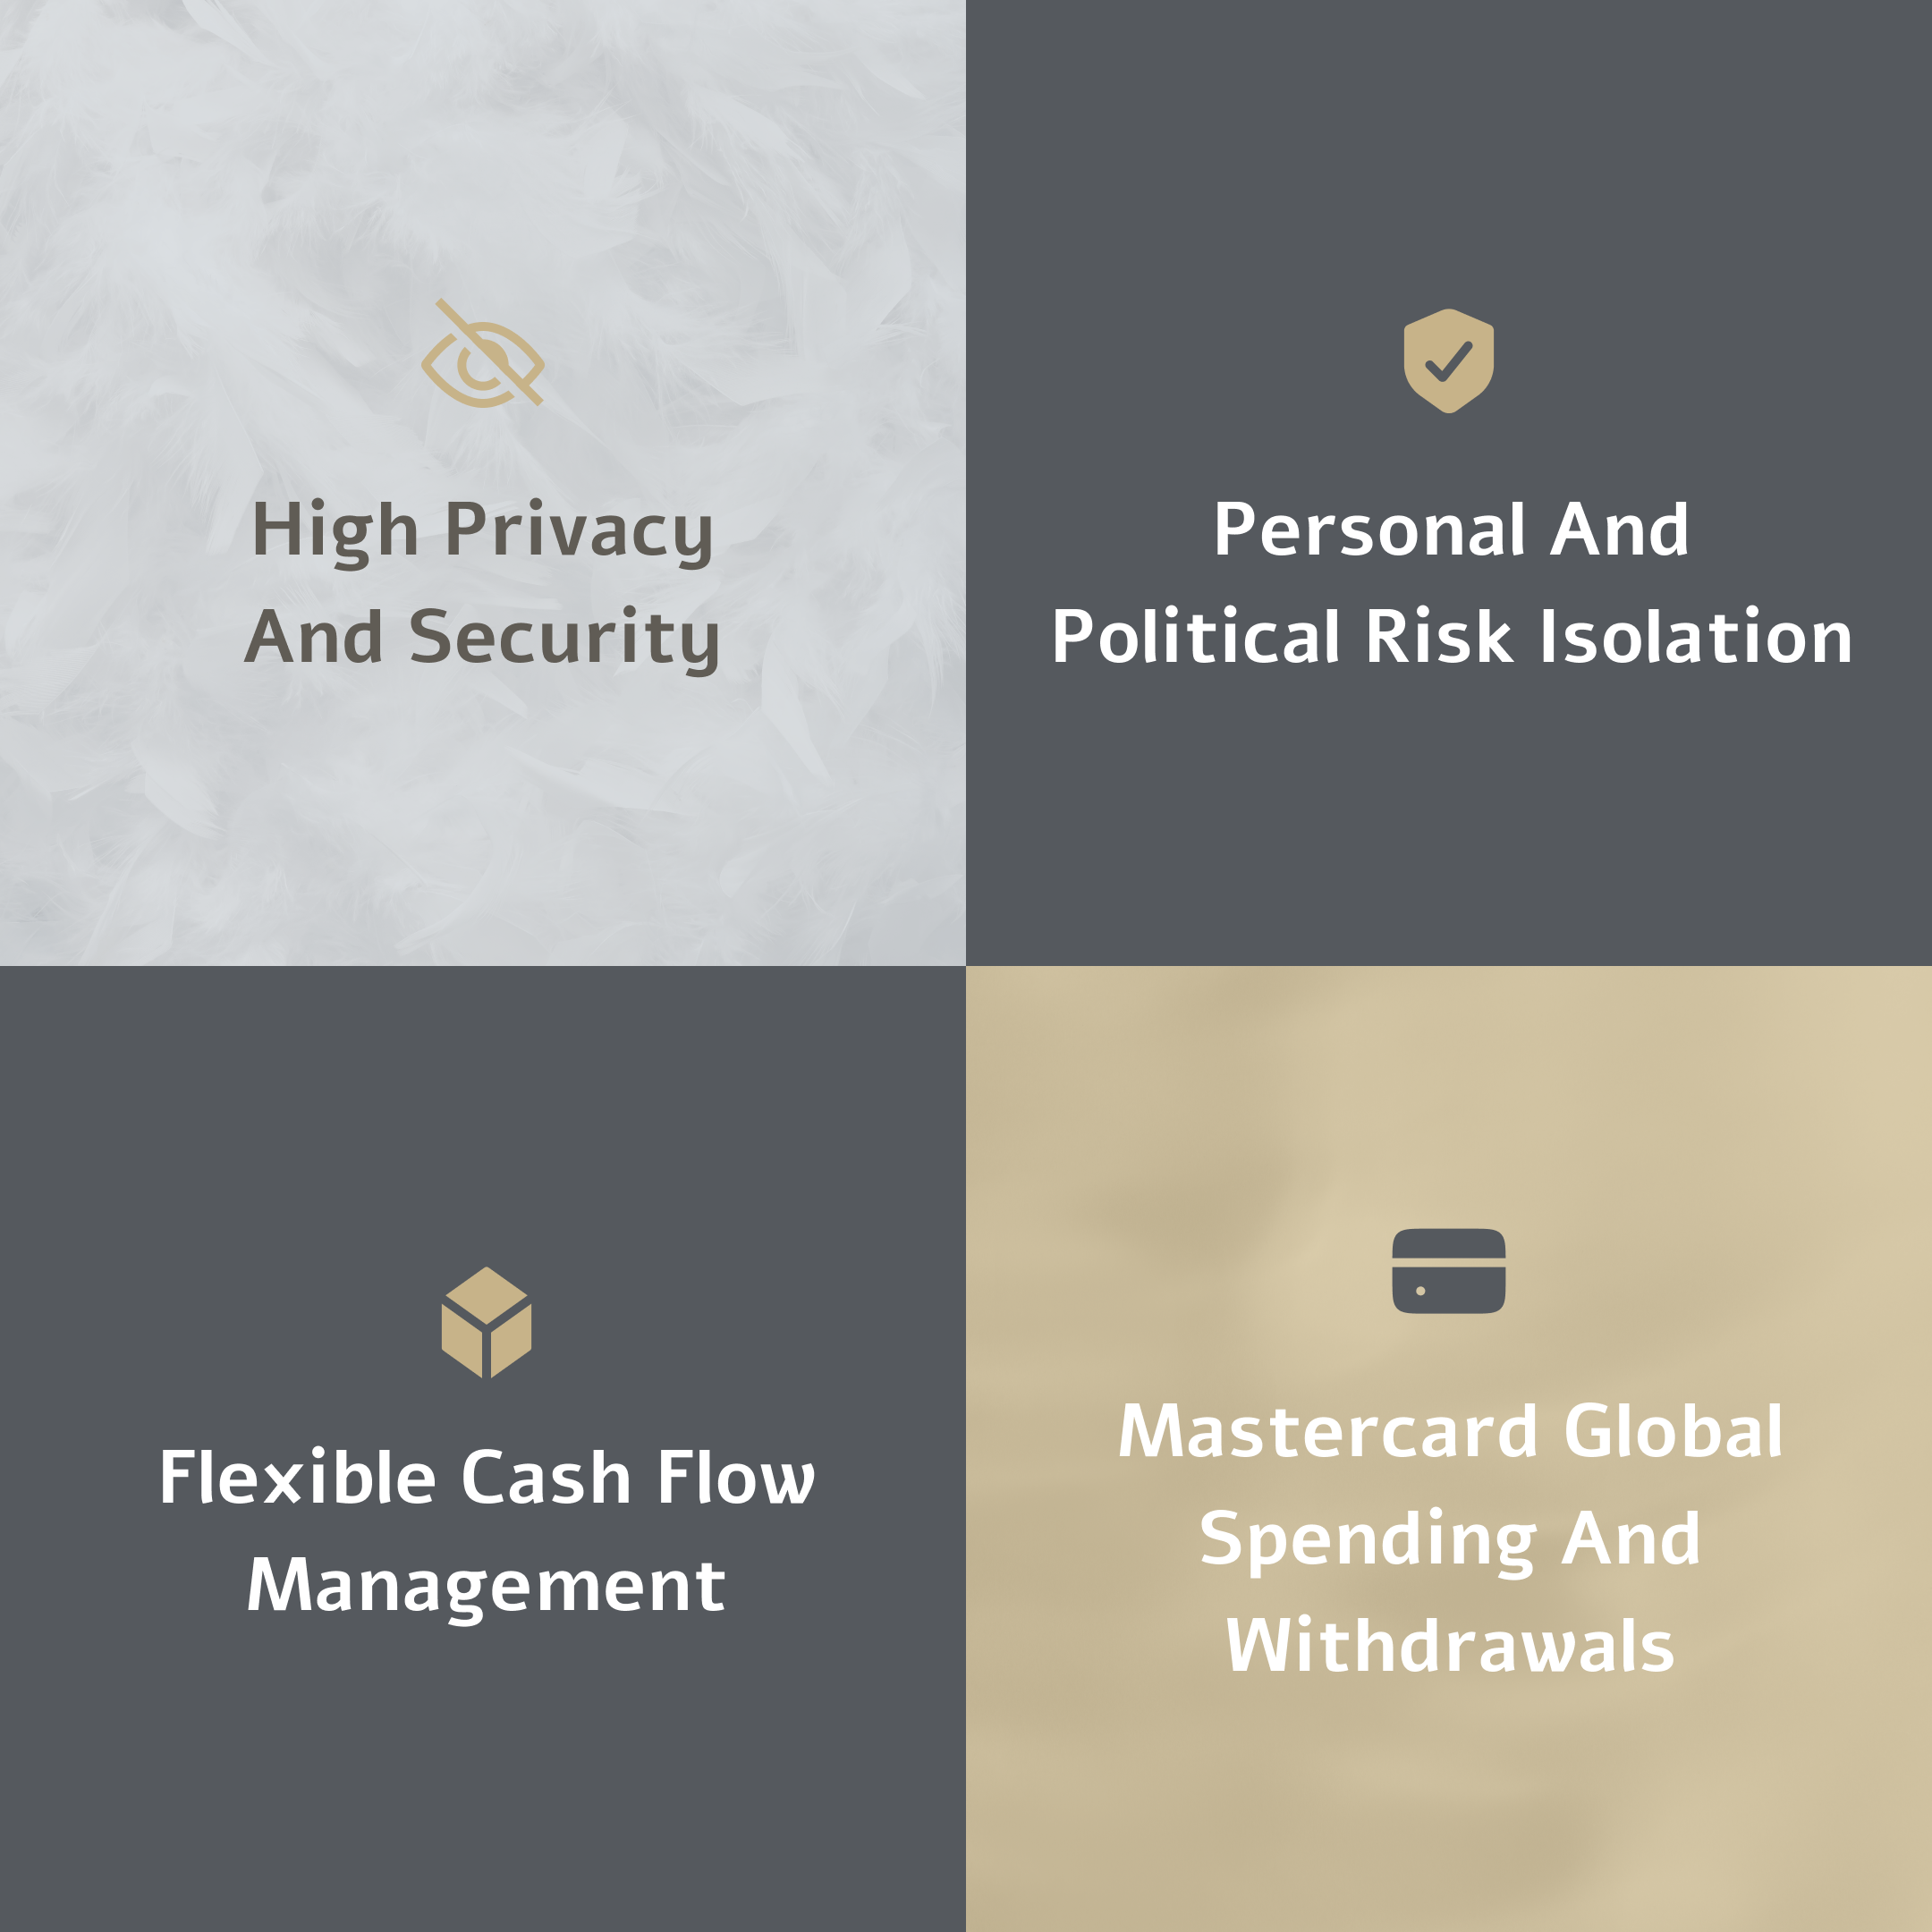 High Privacy
And Security
Personal And
Political Risk Isolation
Flexible Cash Flow
Management
Mastercard Global
Spending And
Withdrawals